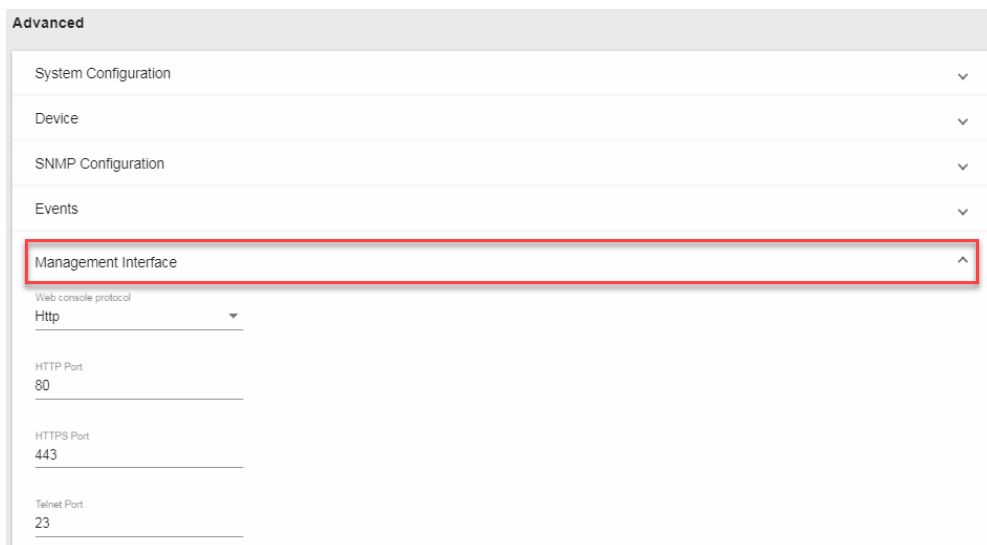 Advanced
System Configuration
Device
SNMP Configuration
Events
Management Interface
Web console protocol
Http
HTTP Port
80
HTTPS Port
443
Telnet Port
23